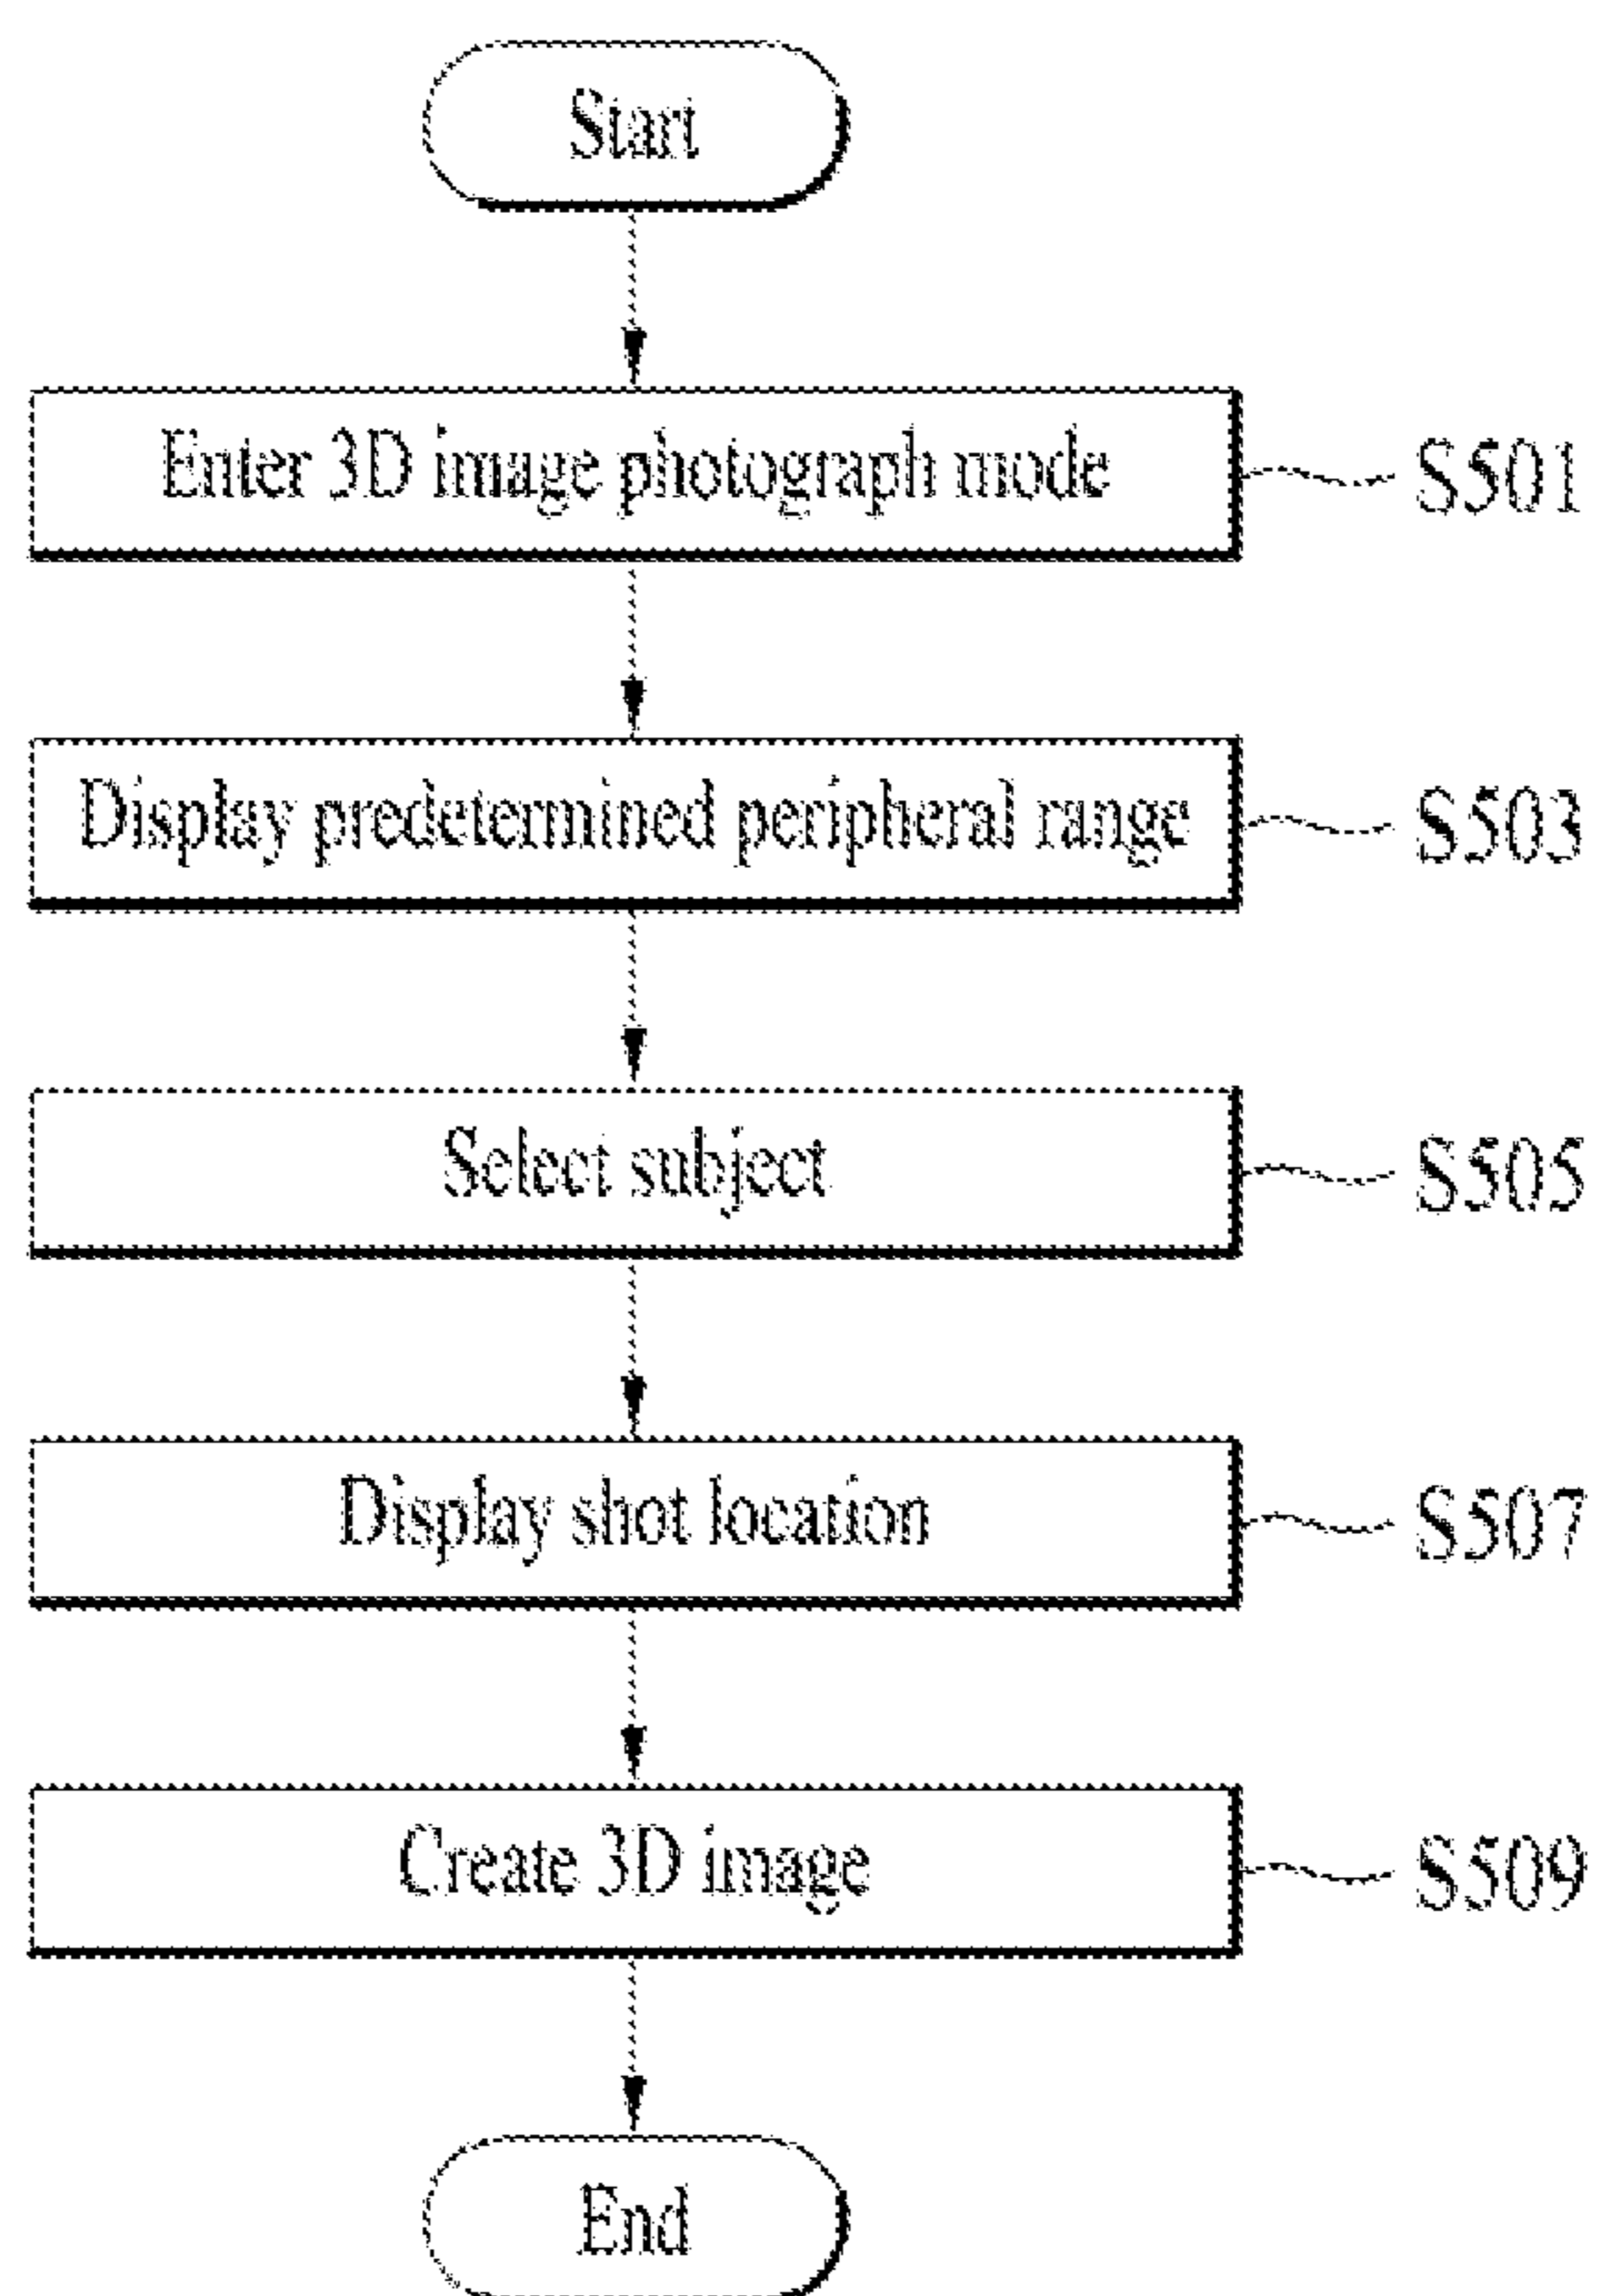 Start
Enter 3D image photograph mode
S501
Display predetermined peripheral range
S503
Select subject
S505
Display shot location
S507
Create 3D image
S509
End